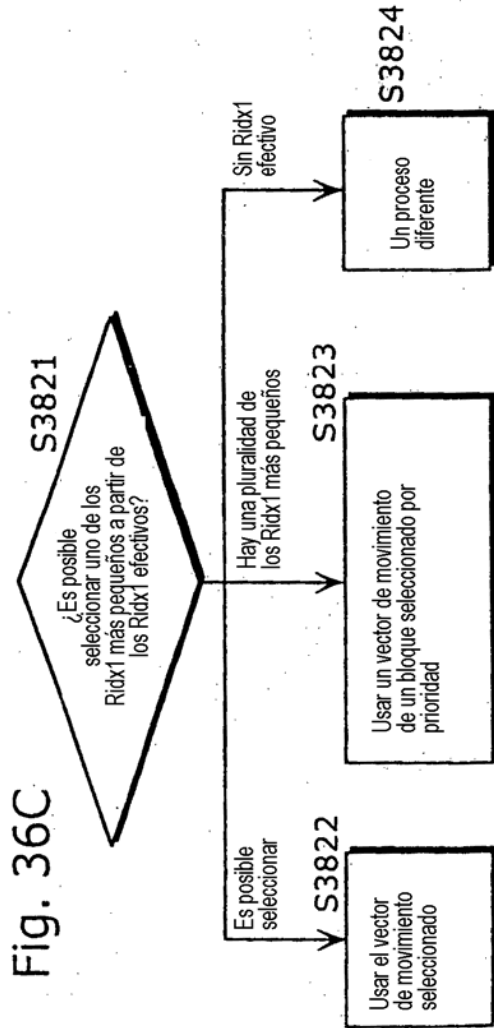 Fig. 36C
S3821
¿Es posible
seleccionar uno de los
Ridx1 más pequeños a partir de
los Ridx1 efectivos?
Es posible
seleccionar
Hay una pluralidad de
los Ridx1 más pequeños
Sin Ridx1
efectivo
S3822
Usar el vector
de movimiento
seleccionado
S3823
Usar un vector de movimiento
de un bloque seleccionado por
prioridad
S3824
Un proceso
diferente